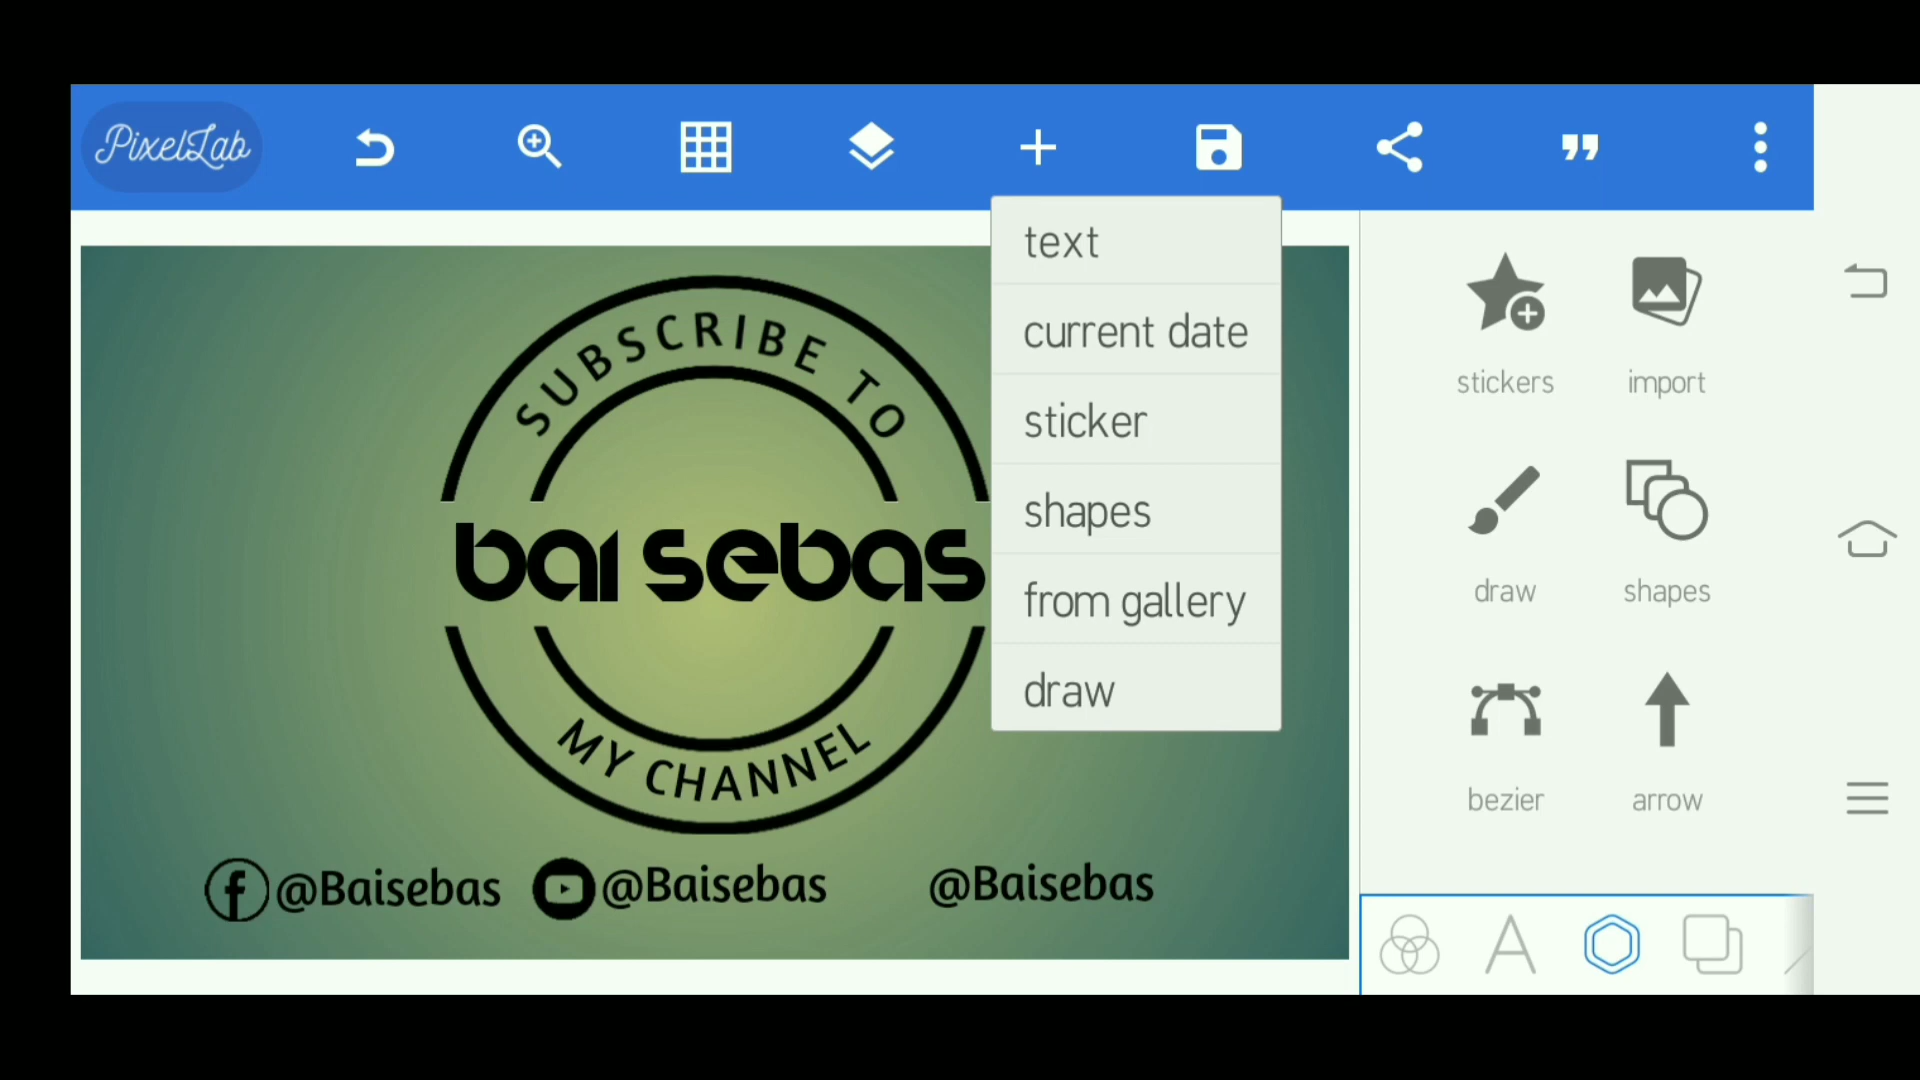 PixelLab
text
current date
sticker
shapes
from gallery
draw
SUBSCRIBE TO
bai sebas
MY CHANNEL
@Baisebas @Baisebas @Baisebas
stickers import
draw shapes
bezier arrow